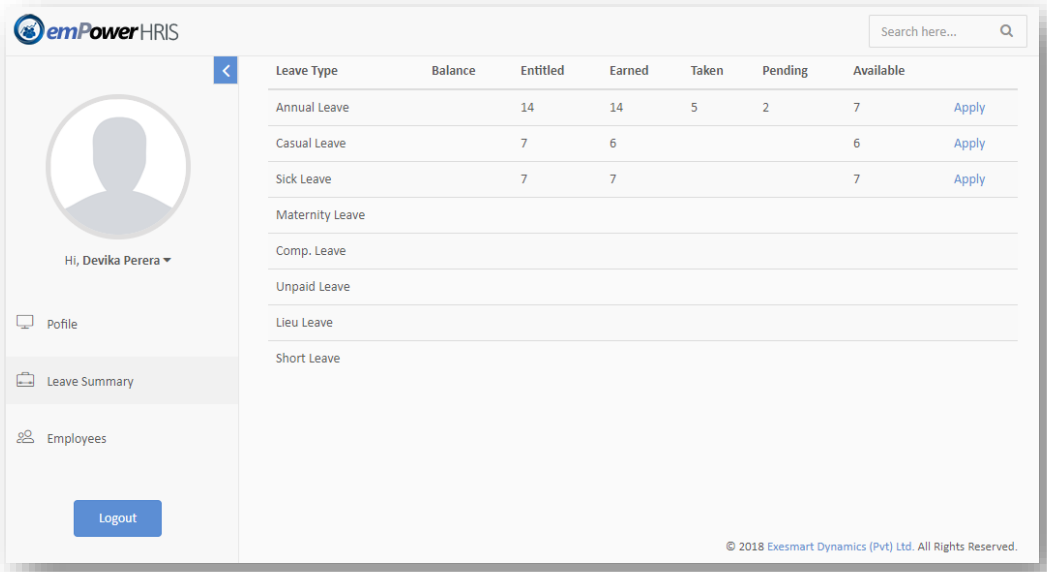 emPowerHRIS
Search here...
Leave Type Balance Entitled Earned Taken Pending Available
Annual Leave 14 14 5 2 7 Apply
Casual Leave 7 6 6 Apply
Sick Leave 7 7 7 Apply
Maternity Leave
Comp. Leave
Unpaid Leave
Lieu Leave
Short Leave
Hi, Devika Perera
Pofile
Leave Summary
Employees
Logout
© 2018 Exesmart Dynamics (Pvt) Ltd. All Rights Reserved.